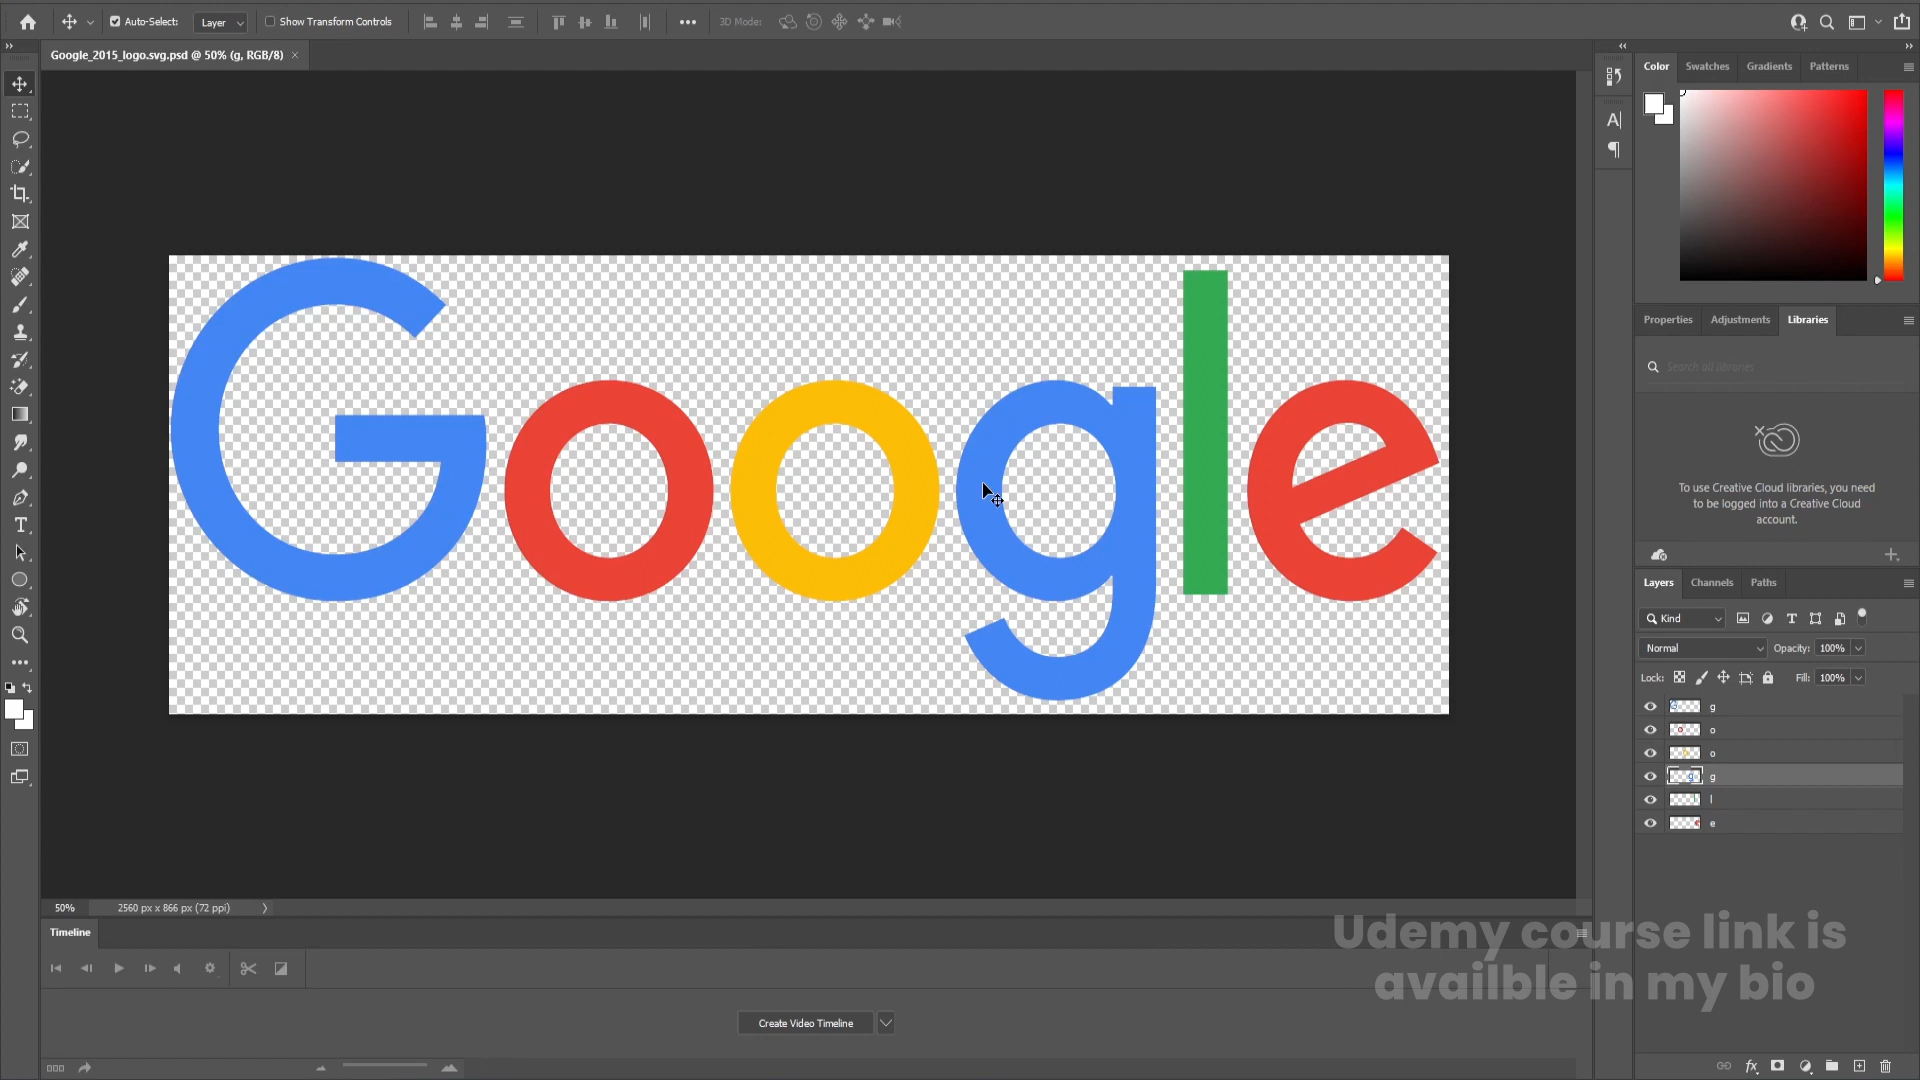 Auto-Select:
Layer
Show Transform Controls
3D Mode:
Google_2015_logo.svg.psd @ 50% (g, RGB/8)
Color
Swatches
Gradients
Patterns
Google
Properties
Adjustments
Libraries
Search all libraries
To use Creative Cloud libraries, you need
to be logged into a Creative Cloud
account.
Layers
Channels
Paths
Kind
Normal
Opacity: 100%
Lock:
Fill: 100%
g
o
o
g
l
e
50%
2560 px x 866 px (72 ppi)
Timeline
Create Video Timeline
Udemy course link is
availble in my bio